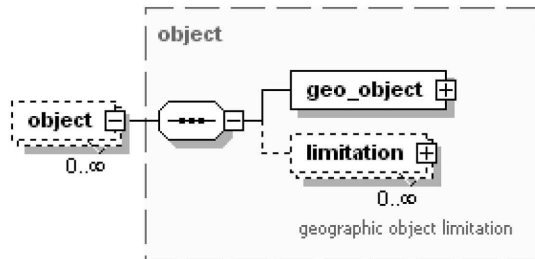 object
object
geo_object
limitation
0..∞
0..∞
geographic object limitation